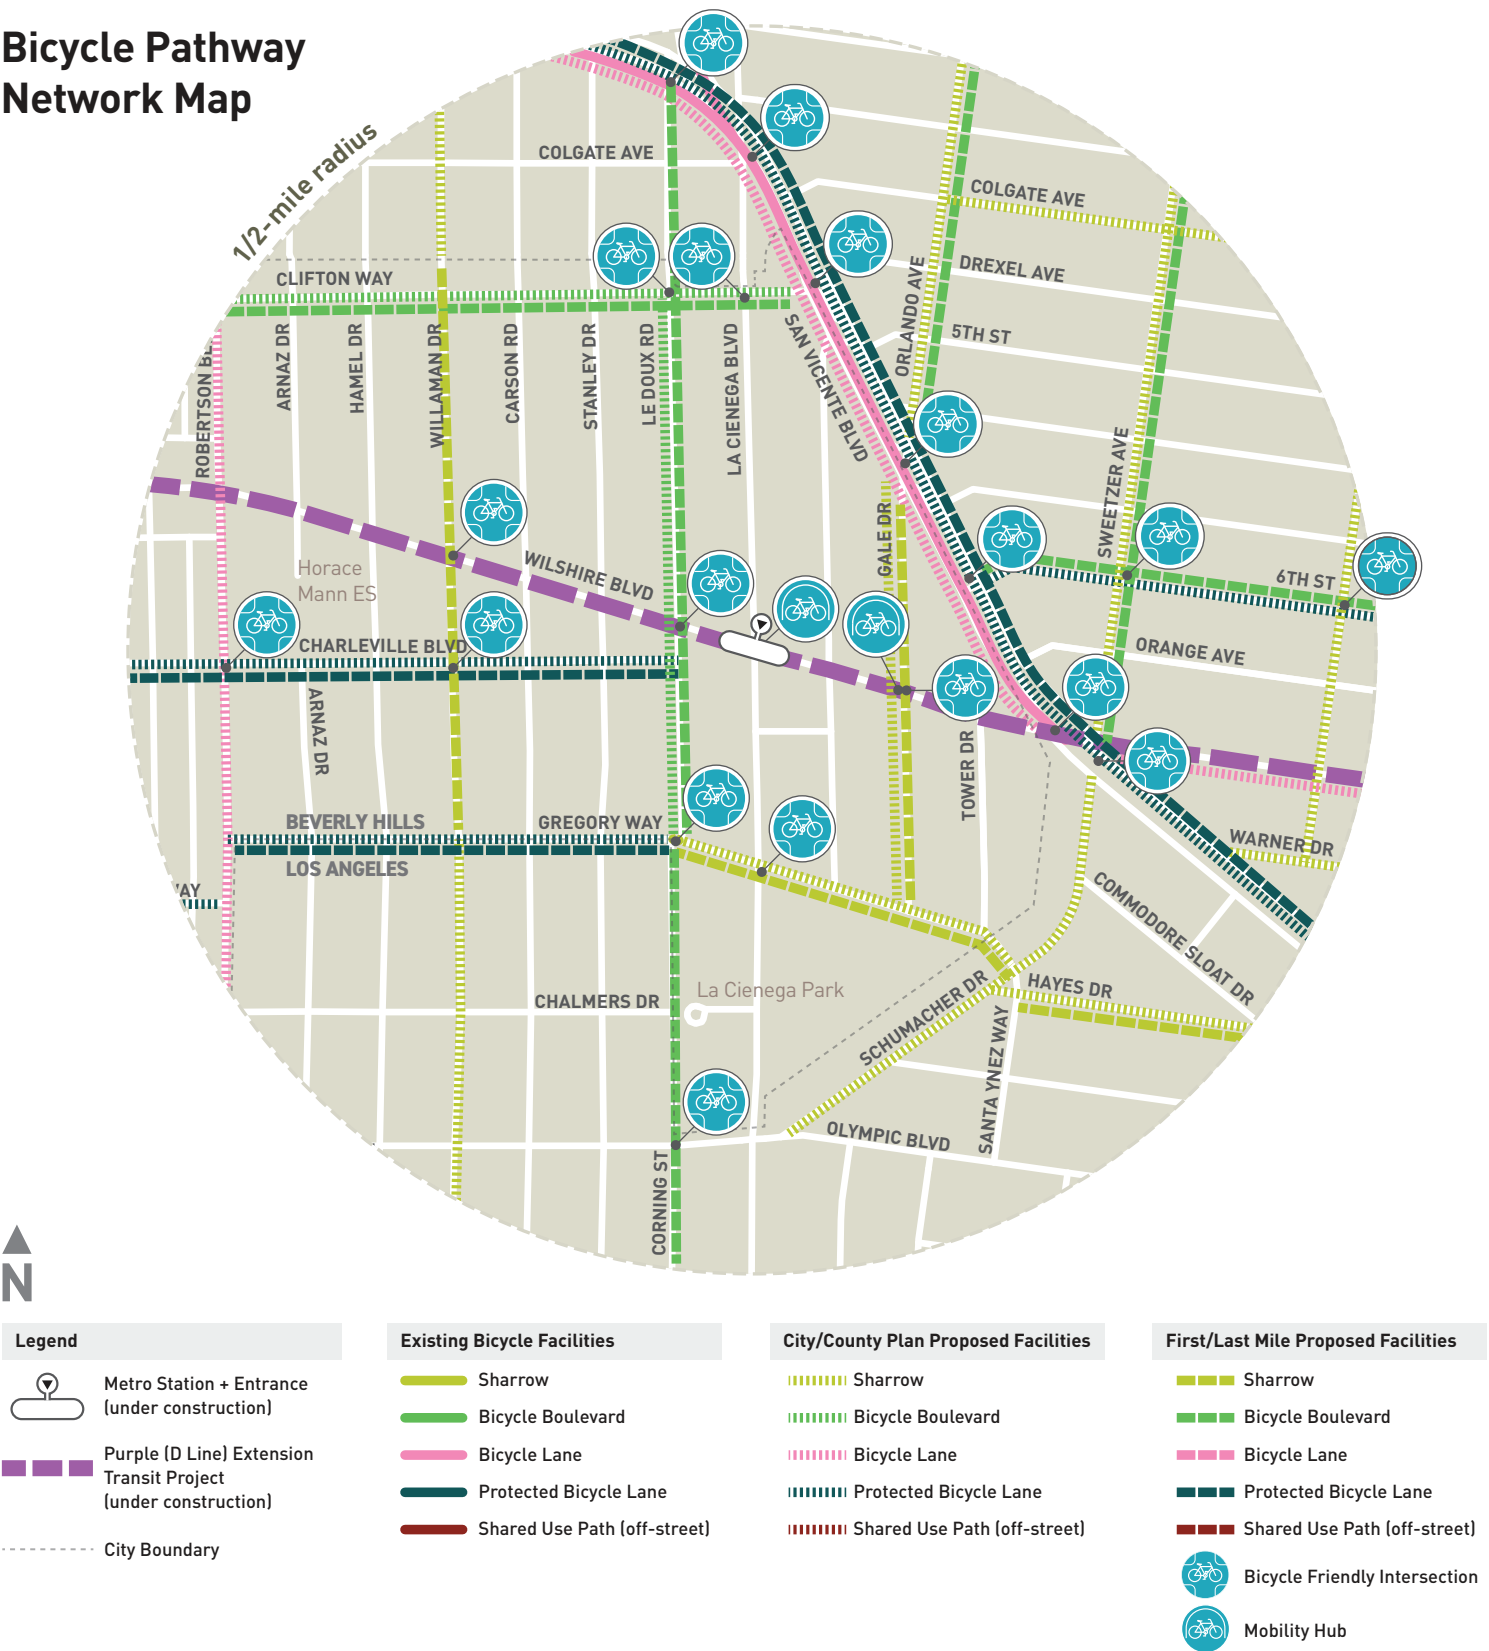 Bicycle Pathway
Network Map
1/2-mile radius
COLGATE AVE
COLGATE AVE
DREXEL AVE
CLIFTON WAY
ORLANDO AVE
5TH ST
ROBERTSON
ARNAZ DR
HAMEL DR
WILLAMAN DR
CARSON RD
STANLEY DR
LE DOUX RD
LA CIENEGA BLVD
SAN VICENTE BLVD
SWEETZER AVE
GALE DR
WILSHIRE BLVD
Horace
Mann ES
6TH ST
CHARLEVILLE BLVD
ORANGE AVE
ARNAZ DR
TOWER DR
BEVERLY HILLS
GREGORY WAY
LOS ANGELES
WARNER DR
COMMODORE SLOAT DR
La Cienega Park
CHALMERS DR
SCHUMACHER DR
HAYES DR
SANTA YNEZ WAY
OLYMPIC BLVD
CORNING ST
N
Legend
Metro Station + Entrance
(under construction)
Purple (D Line) Extension
Transit Project
(under construction)
City Boundary
Existing Bicycle Facilities
Sharrow
Bicycle Boulevard
Bicycle Lane
Protected Bicycle Lane
Shared Use Path (off-street)
City/County Plan Proposed Facilities
Sharrow
Bicycle Boulevard
Bicycle Lane
Protected Bicycle Lane
Shared Use Path (off-street)
First/Last Mile Proposed Facilities
Sharrow
Bicycle Boulevard
Bicycle Lane
Protected Bicycle Lane
Shared Use Path (off-street)
Bicycle Friendly Intersection
Mobility Hub